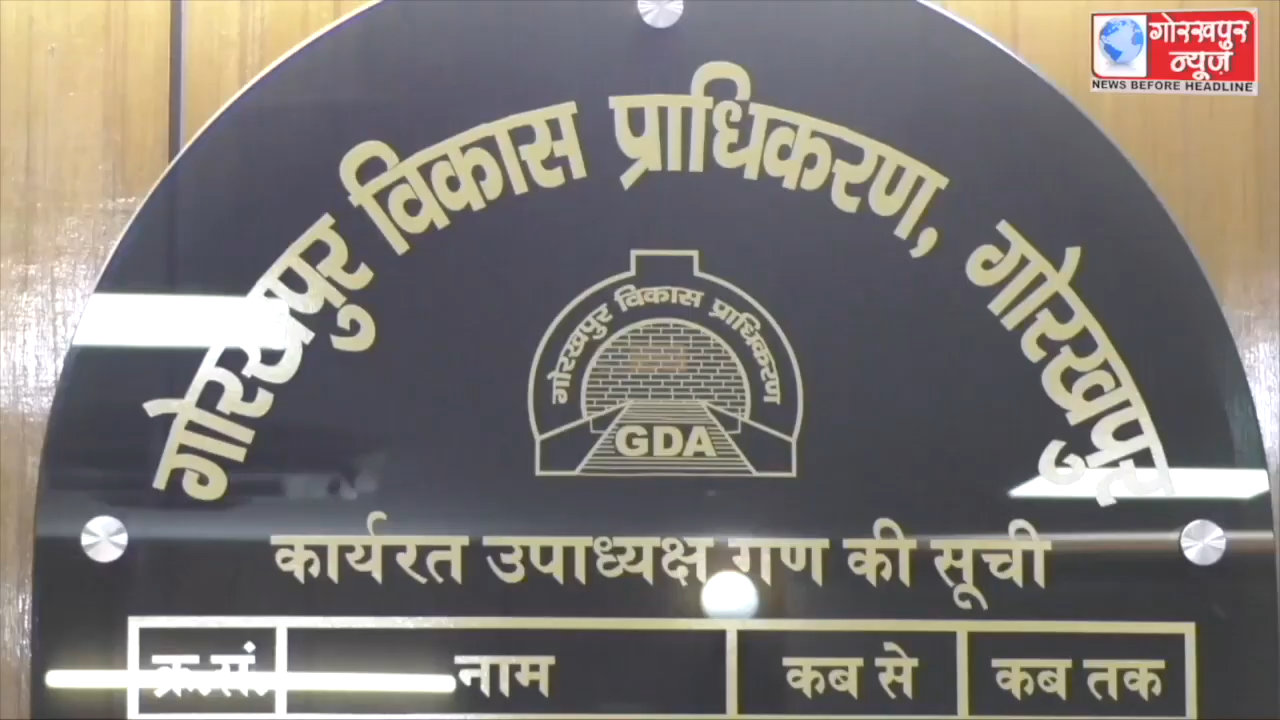 गोरखपुर
न्यूज़
NEWS BEFORE HEADLINE
गोरखपुर विकास प्राधिकरण, गोरखपुर
गोरखपुर विकास प्राधिकरण
GDA
कार्यरत उपाध्यक्ष गण की सूची
क्र.सं. नाम कब से कब तक